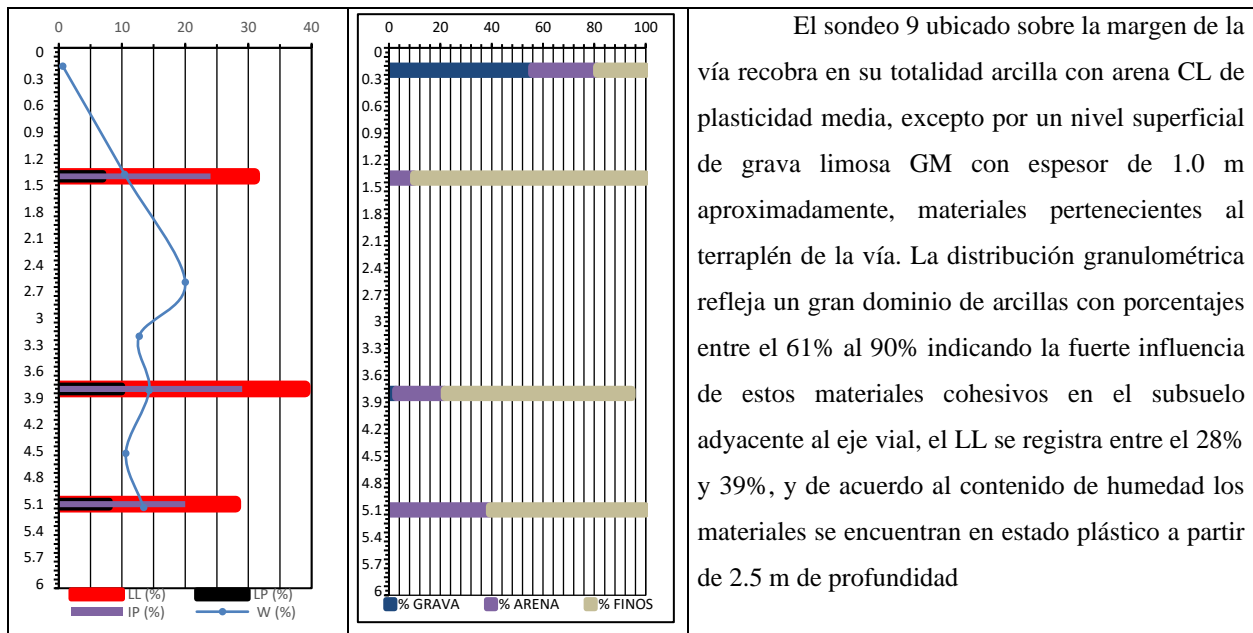 0 10 20 30 40
0
0.3
0.6
0.9
1.2
1.5
1.8
2.1
2.4
2.7
3
3.3
3.6
3.9
4.2
4.5
4.8
5.1
5.4
5.7
6
LL (%) LP (%)
IP (%) W (%)
0 20 40 60 80 100
0
0.3
0.6
0.9
1.2
1.5
1.8
2.1
2.4
2.7
3
3.3
3.6
3.9
4.2
4.5
4.8
5.1
5.4
5.7
6
% GRAVA % ARENA % FINOS
El sondeo 9 ubicado sobre la margen de la
vía recobra en su totalidad arcilla con arena CL de
plasticidad media, excepto por un nivel superficial
de grava limosa GM con espesor de 1.0 m
aproximadamente, materiales pertenecientes al
terraplén de la vía. La distribución granulométrica
refleja un gran dominio de arcillas con porcentajes
entre el 61% al 90% indicando la fuerte influencia
de estos materiales cohesivos en el subsuelo
adyacente al eje vial, el LL se registra entre el 28%
y 39%, y de acuerdo al contenido de humedad los
materiales se encuentran en estado plástico a partir
de 2.5 m de profundidad